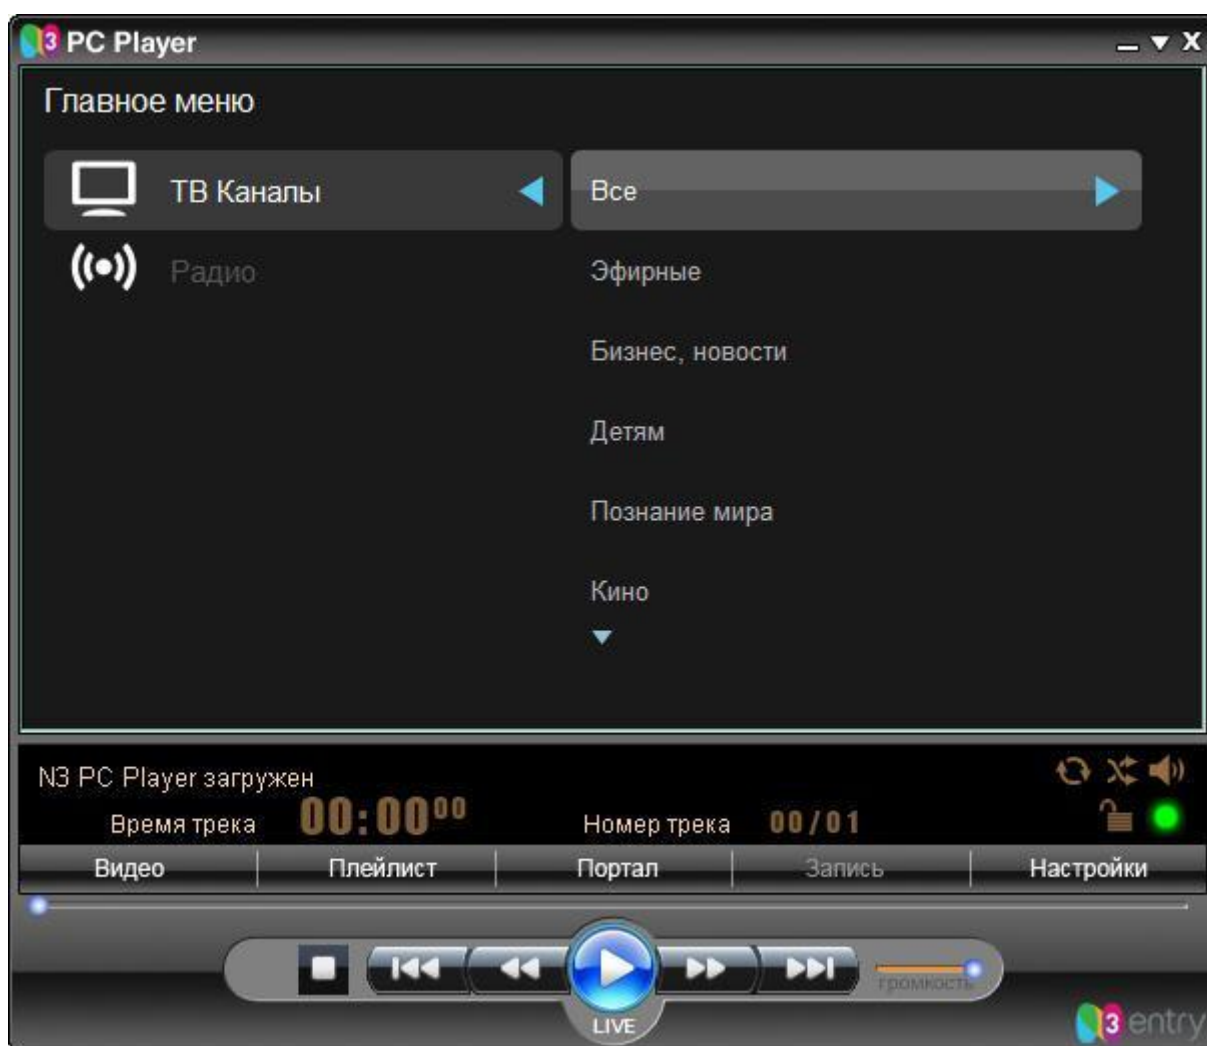 N3 PC Player
Главное меню
ТВ Каналы
Все
Радио
Эфирные
Бизнес, новости
Детям
Познание мира
Кино
N3 PC Player загружен
Время трека 00:00 00 Номер трека 00/01
Видео Плейлист Портал Запись Настройки
громкость
LIVE
N3 entry